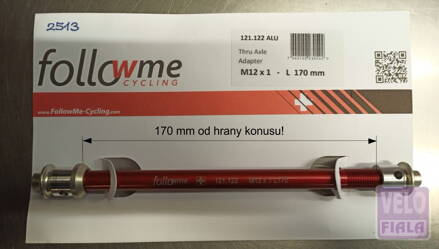 2513
121.122 ALU
Thru Axle
Adapter
M12 x 1 - L 170 mm
followme
CYCLING
www.FollowMe-Cycling.com
170 mm od hrany konusu!
followme 121.122 M12 x 1 L170
VELO
FIALA